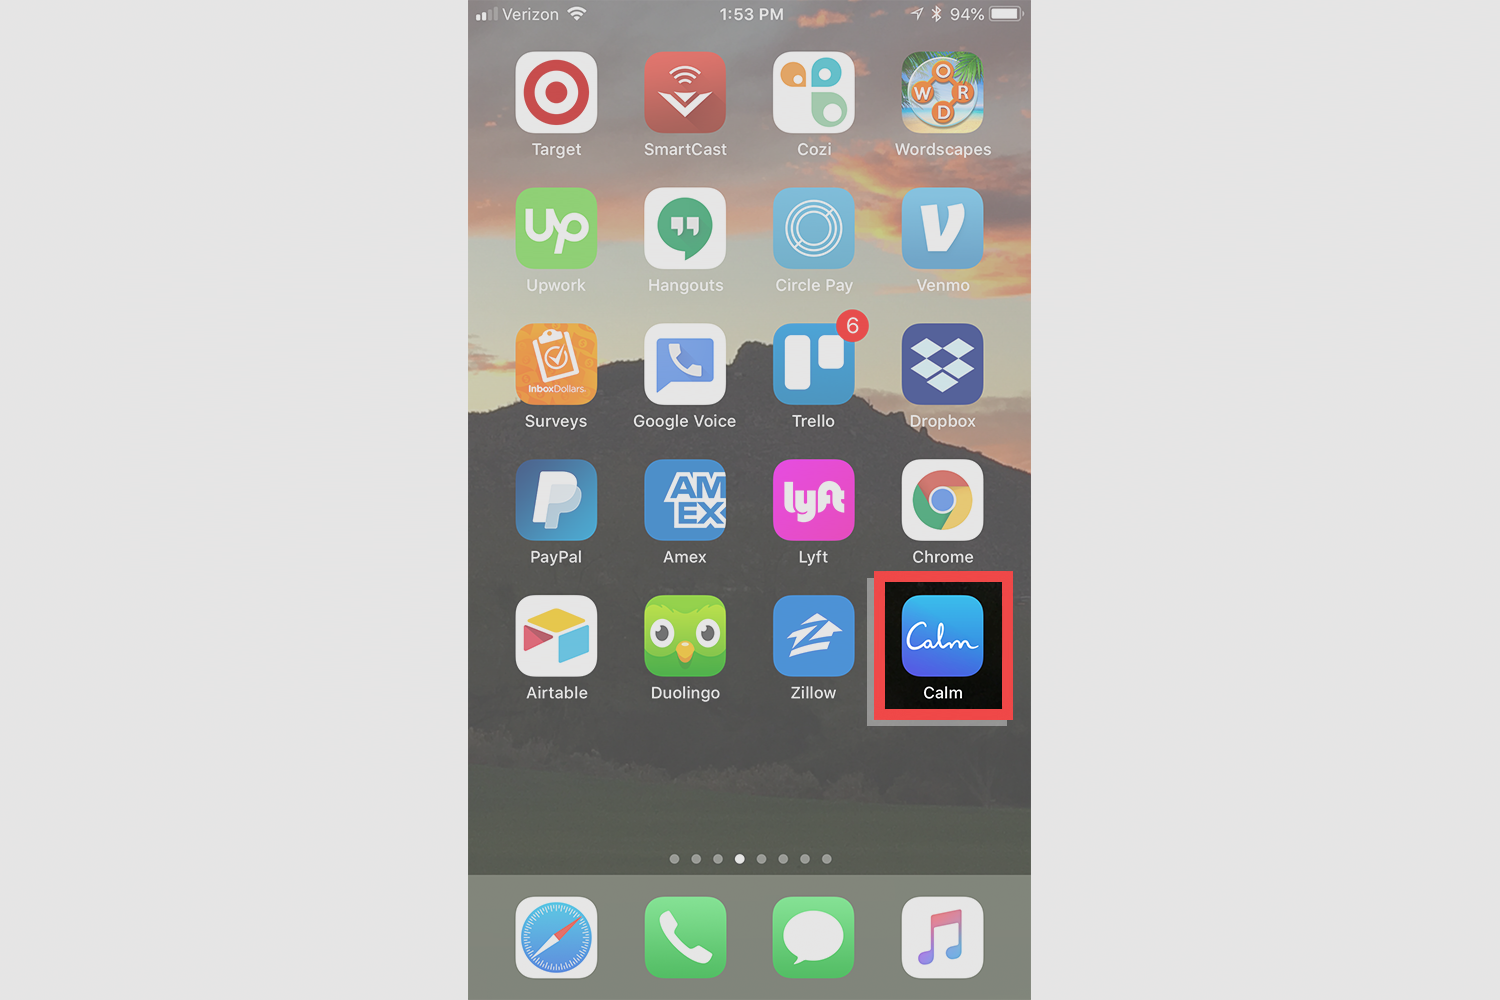 Verizon 1:53 PM 94%
Target SmartCast Cozi Wordscapes
W O R D
up
Upwork Hangouts Circle Pay Venmo
6
InboxDollars
Surveys Google Voice Trello Dropbox
AM
EX
lyft
PayPal Amex Lyft Chrome
Calm
Airtable Duolingo Zillow Calm